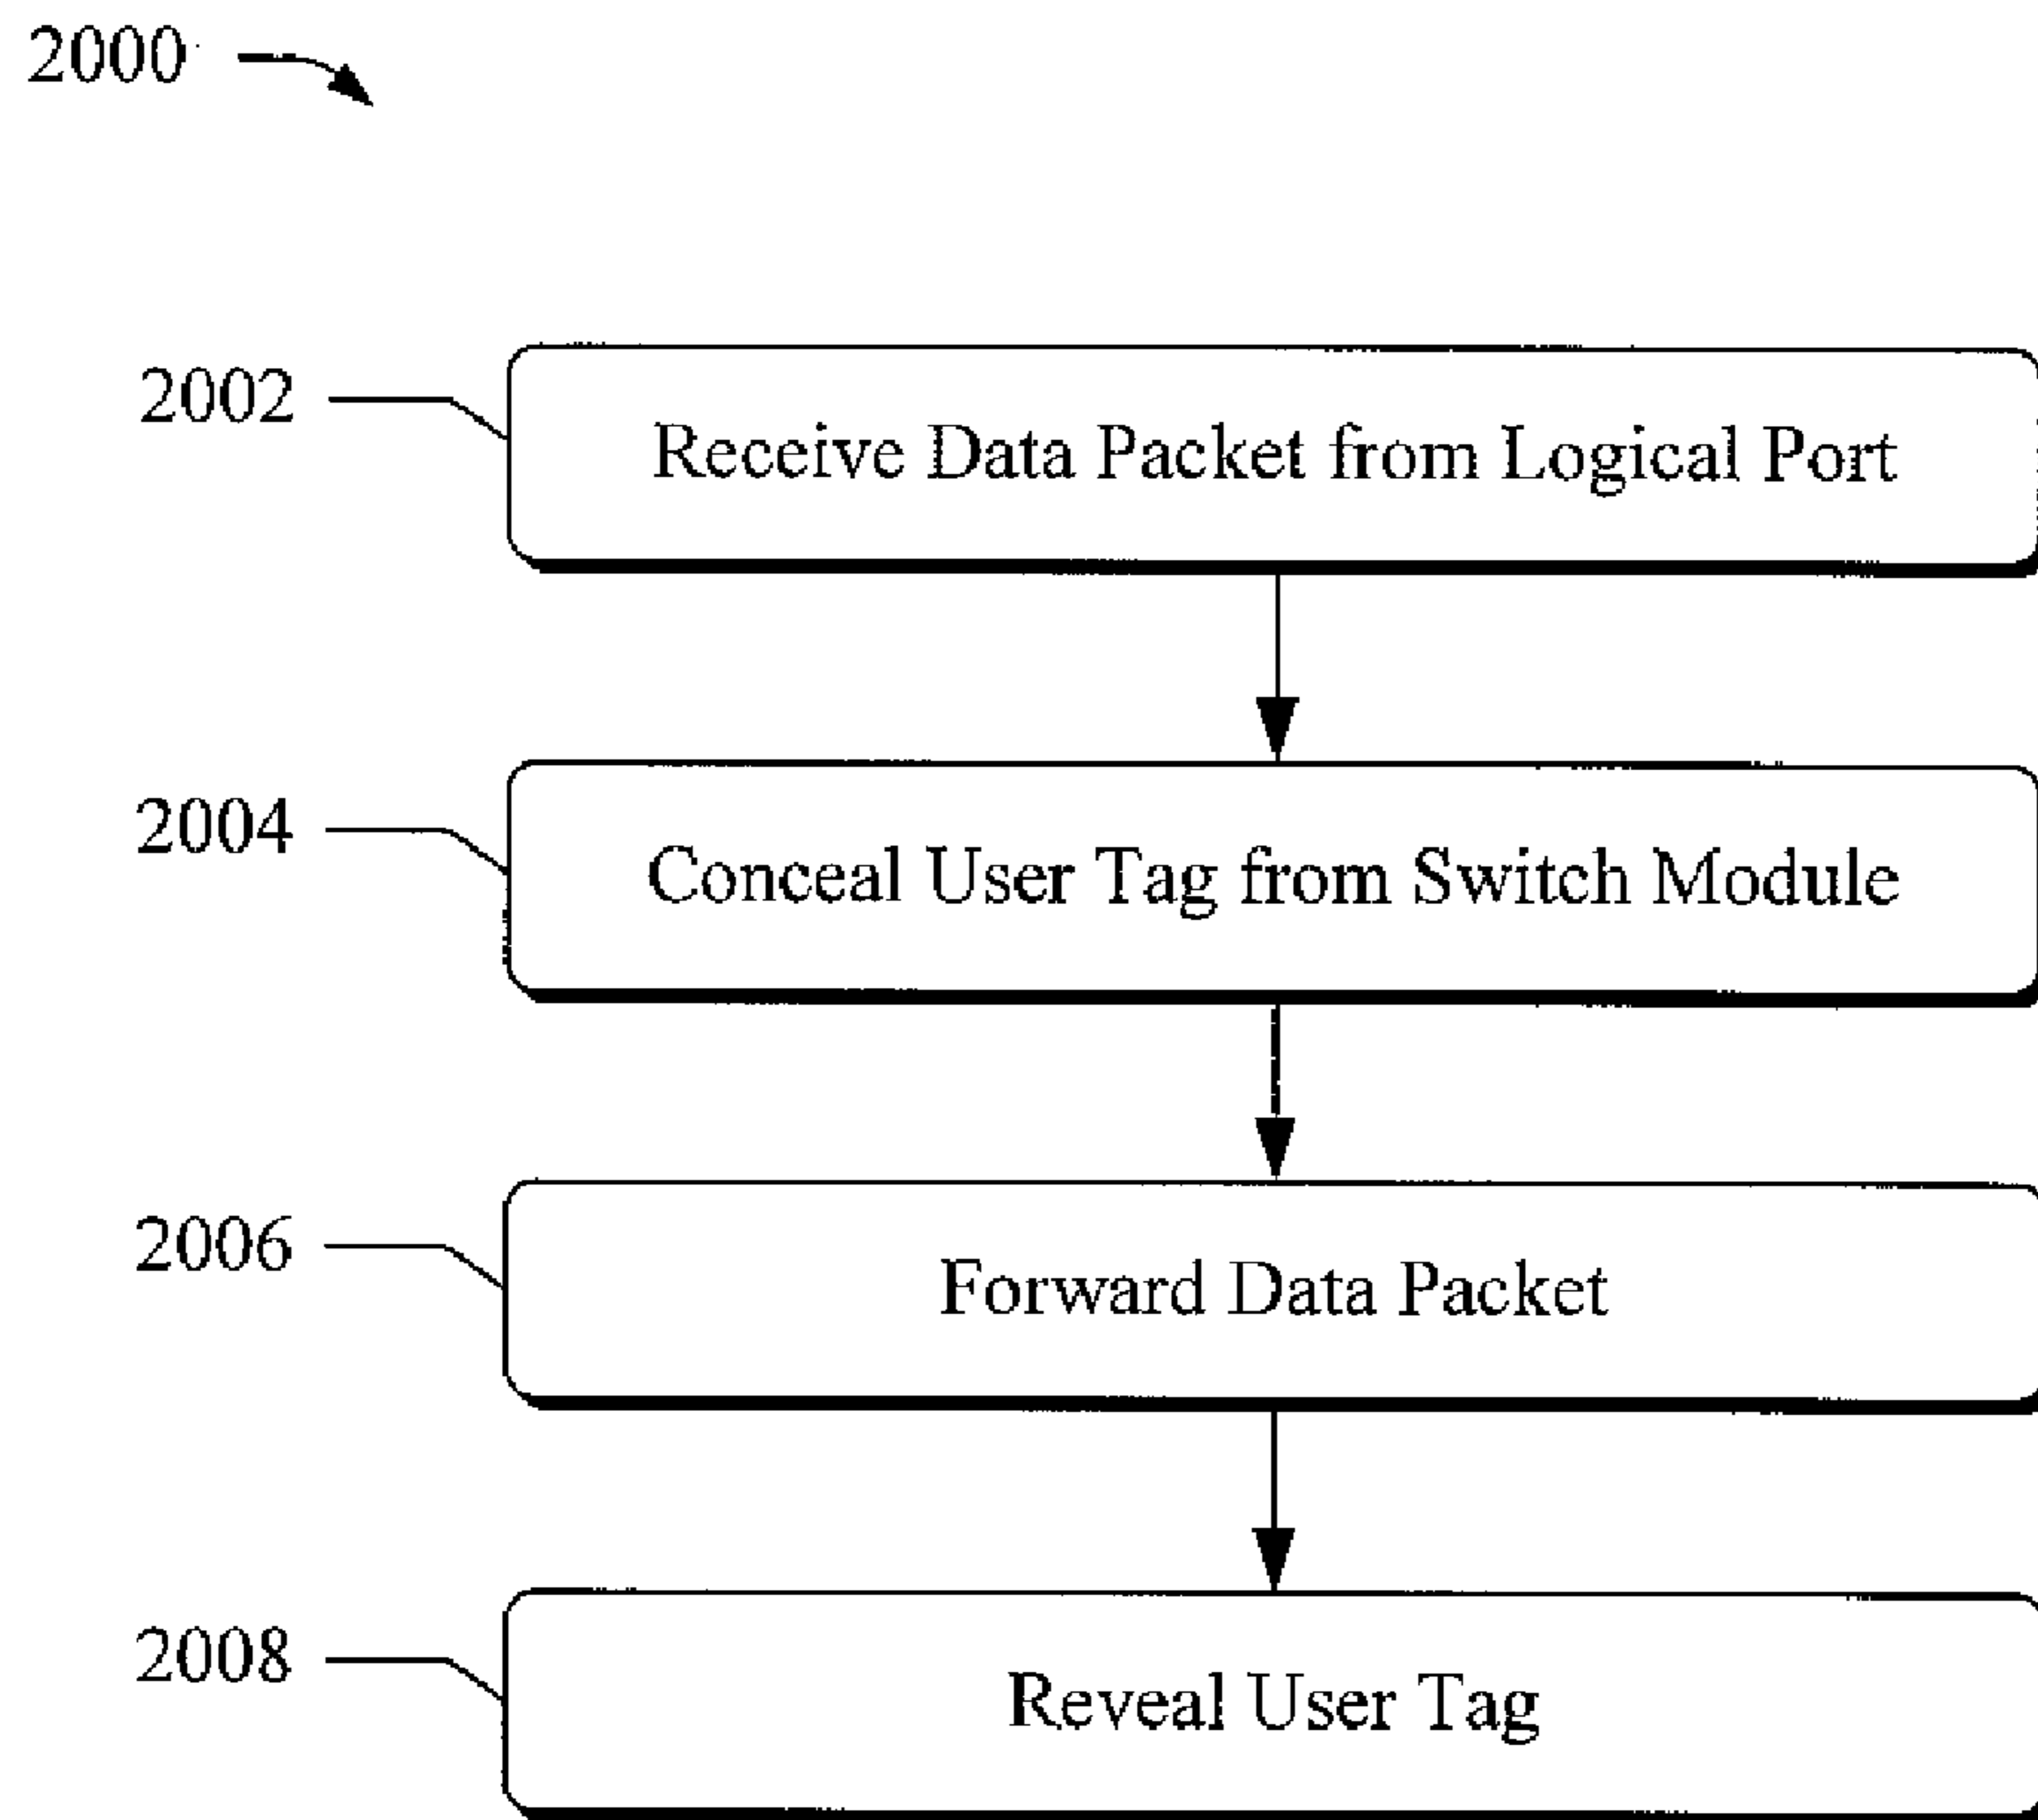 2000
2002
Receive Data Packet from Logical Port
2004
Conceal User Tag from Switch Module
2006
Forward Data Packet
2008
Reveal User Tag